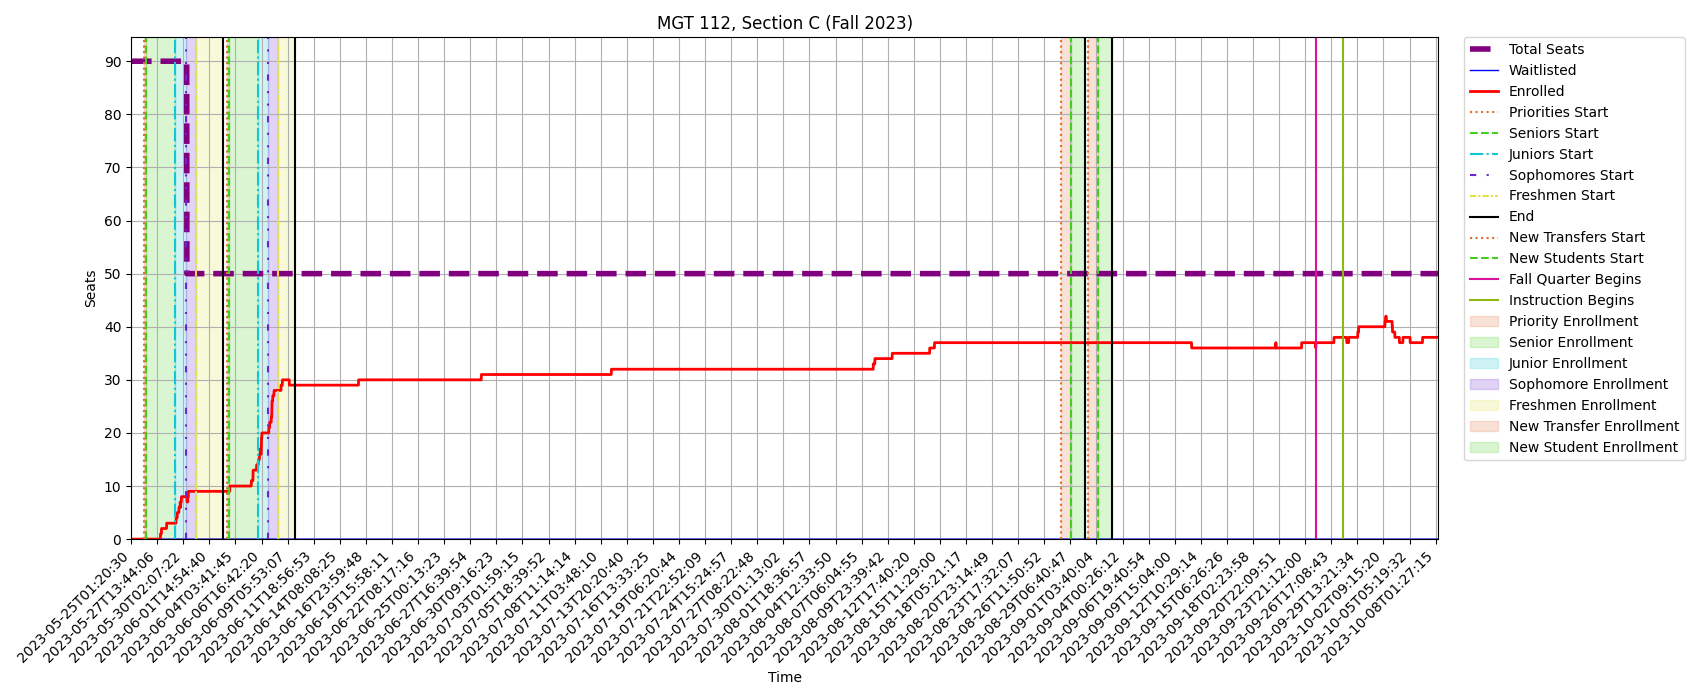 MGT 112, Section C (Fall 2023)
Seats
90
80
70
60
50
40
30
20
10
0
2023-05-25T01:20:30
2023-05-27T13:44:06
2023-05-30T02:07:22
2023-06-01T14:54:40
2023-06-04T03:41:45
2023-06-06T16:42:20
2023-06-09T05:53:07
2023-06-11T18:56:53
2023-06-14T08:08:25
2023-06-16T23:59:48
2023-06-19T15:58:11
2023-06-22T08:17:16
2023-06-25T00:13:23
2023-06-27T16:39:54
2023-06-30T09:16:23
2023-07-03T01:59:15
2023-07-05T18:39:52
2023-07-08T11:14:14
2023-07-11T03:48:10
2023-07-13T20:20:40
2023-07-16T13:33:25
2023-07-19T06:20:44
2023-07-21T22:52:09
2023-07-24T15:24:57
2023-07-27T08:22:48
2023-07-30T01:13:02
2023-08-01T18:36:57
2023-08-04T12:33:50
2023-08-07T06:04:55
2023-08-09T23:39:42
2023-08-12T17:40:20
2023-08-15T11:29:00
2023-08-18T05:21:17
2023-08-20T23:14:49
2023-08-23T17:32:07
2023-08-26T11:50:52
2023-08-29T06:40:47
2023-09-01T03:40:04
2023-09-04T00:26:12
2023-09-06T19:40:54
2023-09-09T15:04:00
2023-09-12T10:29:14
2023-09-15T06:26:26
2023-09-18T02:23:58
2023-09-20T22:09:51
2023-09-23T21:12:00
2023-09-26T17:08:43
2023-09-29T13:21:34
2023-10-02T09:15:20
2023-10-05T05:19:32
2023-10-08T01:27:15
Time
Total Seats
Waitlisted
Enrolled
Priorities Start
Seniors Start
Juniors Start
Sophomores Start
Freshmen Start
End
New Transfers Start
New Students Start
Fall Quarter Begins
Instruction Begins
Priority Enrollment
Senior Enrollment
Junior Enrollment
Sophomore Enrollment
Freshmen Enrollment
New Transfer Enrollment
New Student Enrollment